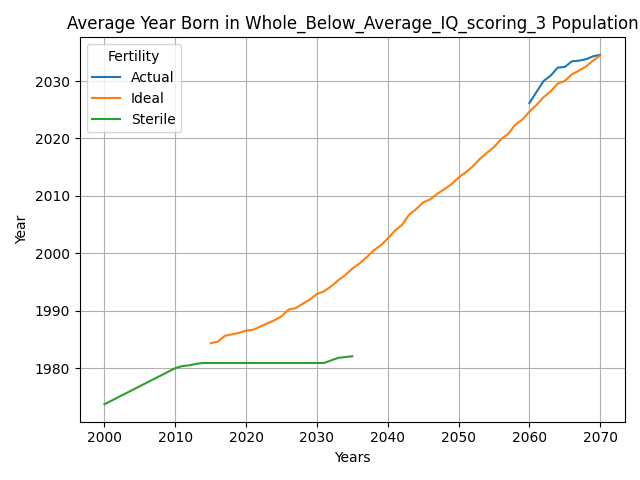 Average Year Born in Whole_Below_Average_IQ_scoring_3 Population
Fertility
Actual
Ideal
Sterile
Year
2030
2020
2010
2000
1990
1980
2000 2010 2020 2030 2040 2050 2060 2070
Years